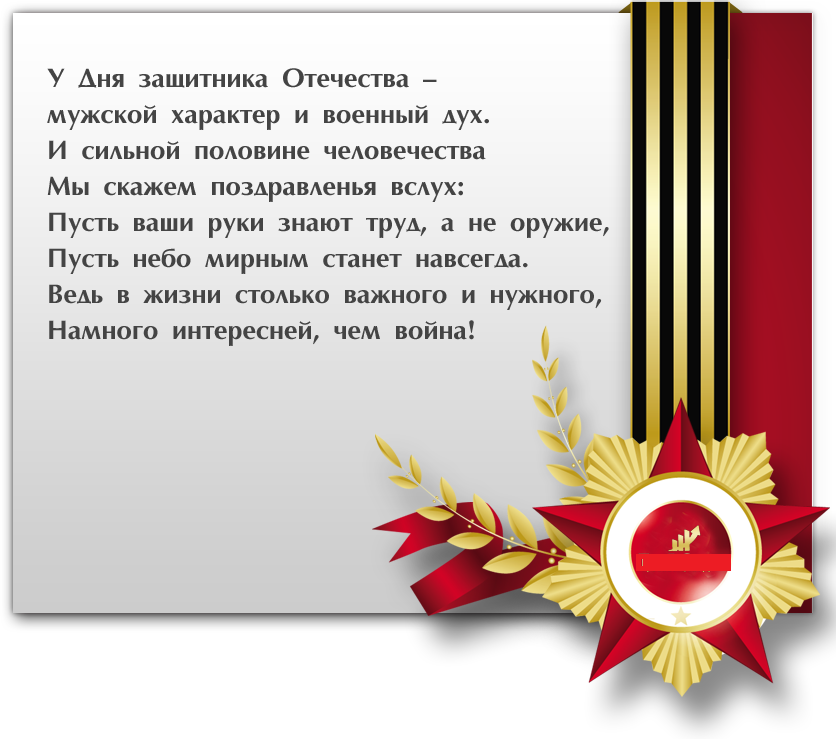 У Дня защитника Отечества –
мужской характер и военный дух.
И сильной половине человечества
Мы скажем поздравленья вслух:
Пусть ваши руки знают труд, а не оружие,
Пусть небо мирным станет навсегда.
Ведь в жизни столько важного и нужного,
Намного интересней, чем война!